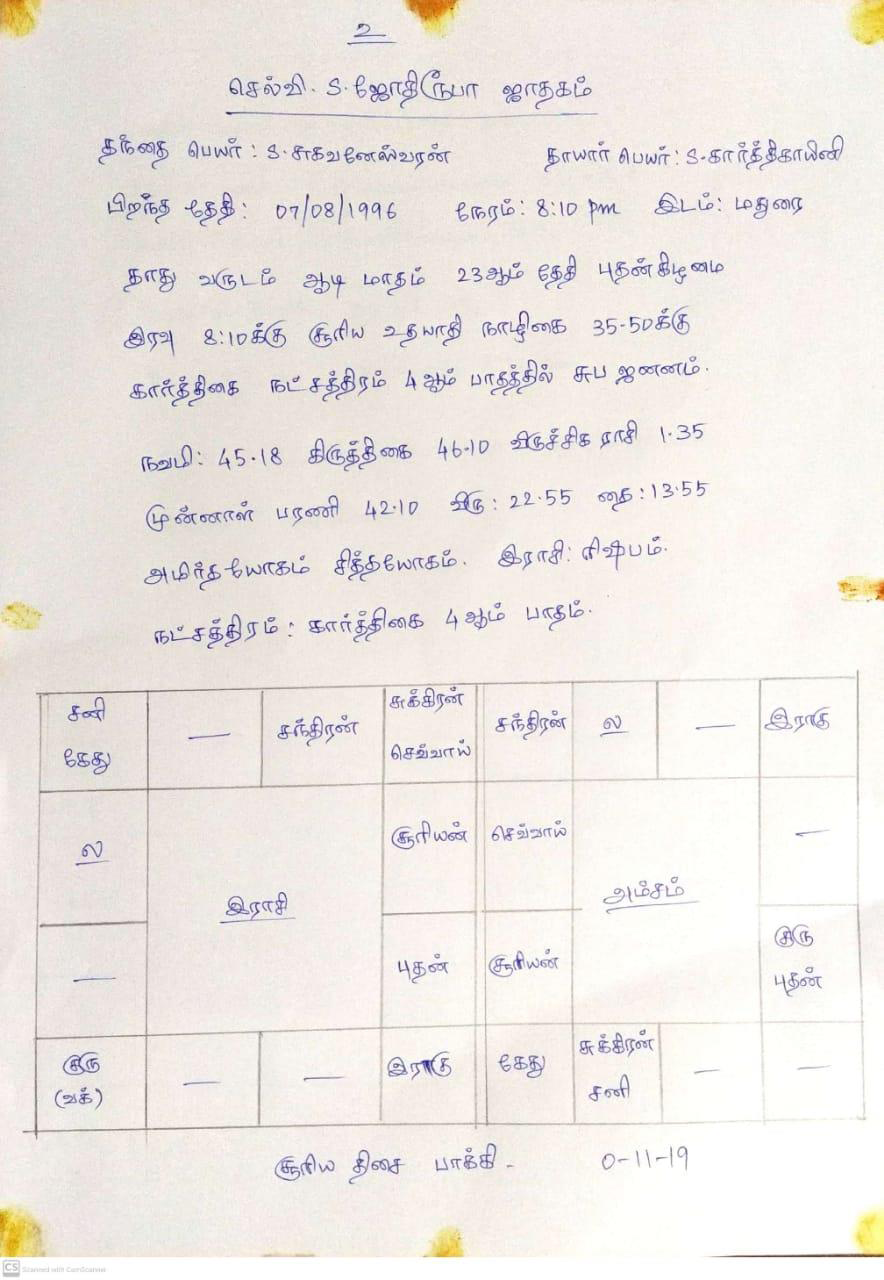 உ
செல்வி. S.ஜோதிரூபா ஜாதகம்
தந்தை பெயர் : S.சுகவனேஸ்வரன் தாயார் பெயர்: S.கார்த்திகாயினி
பிறந்த தேதி: 07/08/1996 நேரம்: 8:10 pm இடம்: மதுரை
தாது வருடம் ஆடி மாதம் 23ஆம் தேதி புதன்கிழமை
இரவு 8:10க்கு சூரிய உதயாதி நாழிகை 35-50க்கு
கார்த்திகை நட்சத்திரம் 4ஆம் பாதத்தில் சுப ஜனனம்.
நவமி: 45.18 கிருத்திகை 46.10 விருச்சிக ராசி 1.35
முன்னாள் பரணி 42.10 விரு: 22.55 தை: 13.55
அமிர்தயோகம் சித்தயோகம். இராசி: ரிஷபம்.
நட்சத்திரம்: கார்த்திகை 4ஆம் பாதம்.
சனி கேது — சந்திரன் சுக்கிரன் செவ்வாய் சந்திரன் ல — இராகு
ல சூரியன் செவ்வாய் —
இராசி அம்சம்
— புதன் சூரியன் குரு புதன்
குரு (வக்) — — இராகு கேது சுக்கிரன் சனி — —
சூரிய திசை பாக்கி - 0-11-19
CS Scanned with CamScanner